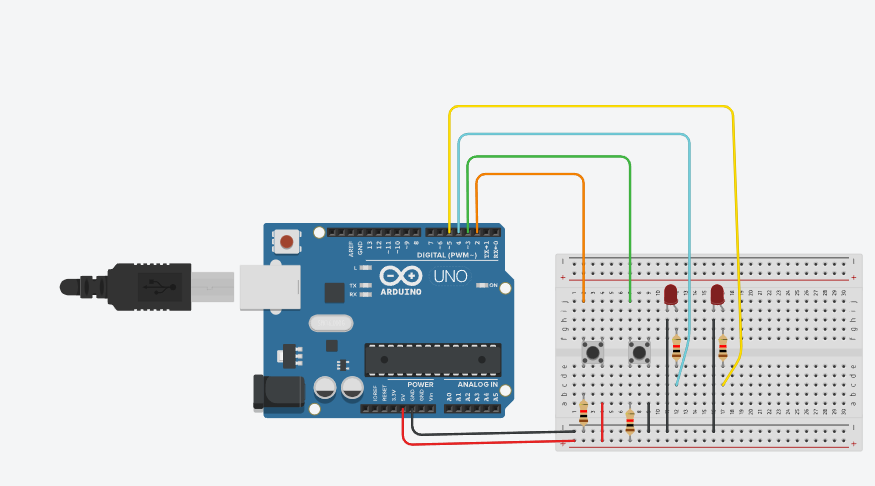 AREF
GND
13
12
~11
~10
~9
8
7
~6
~5
4
~3
2
TX→1
RX←0
DIGITAL (PWM~)
L
TX
RX
UNO
ARDUINO
ON
POWER
ANALOG IN
IOREF
RESET
3.3V
5V
GND
GND
Vin
A0
A1
A2
A3
A4
A5
j
i
h
g
f
e
d
c
b
a